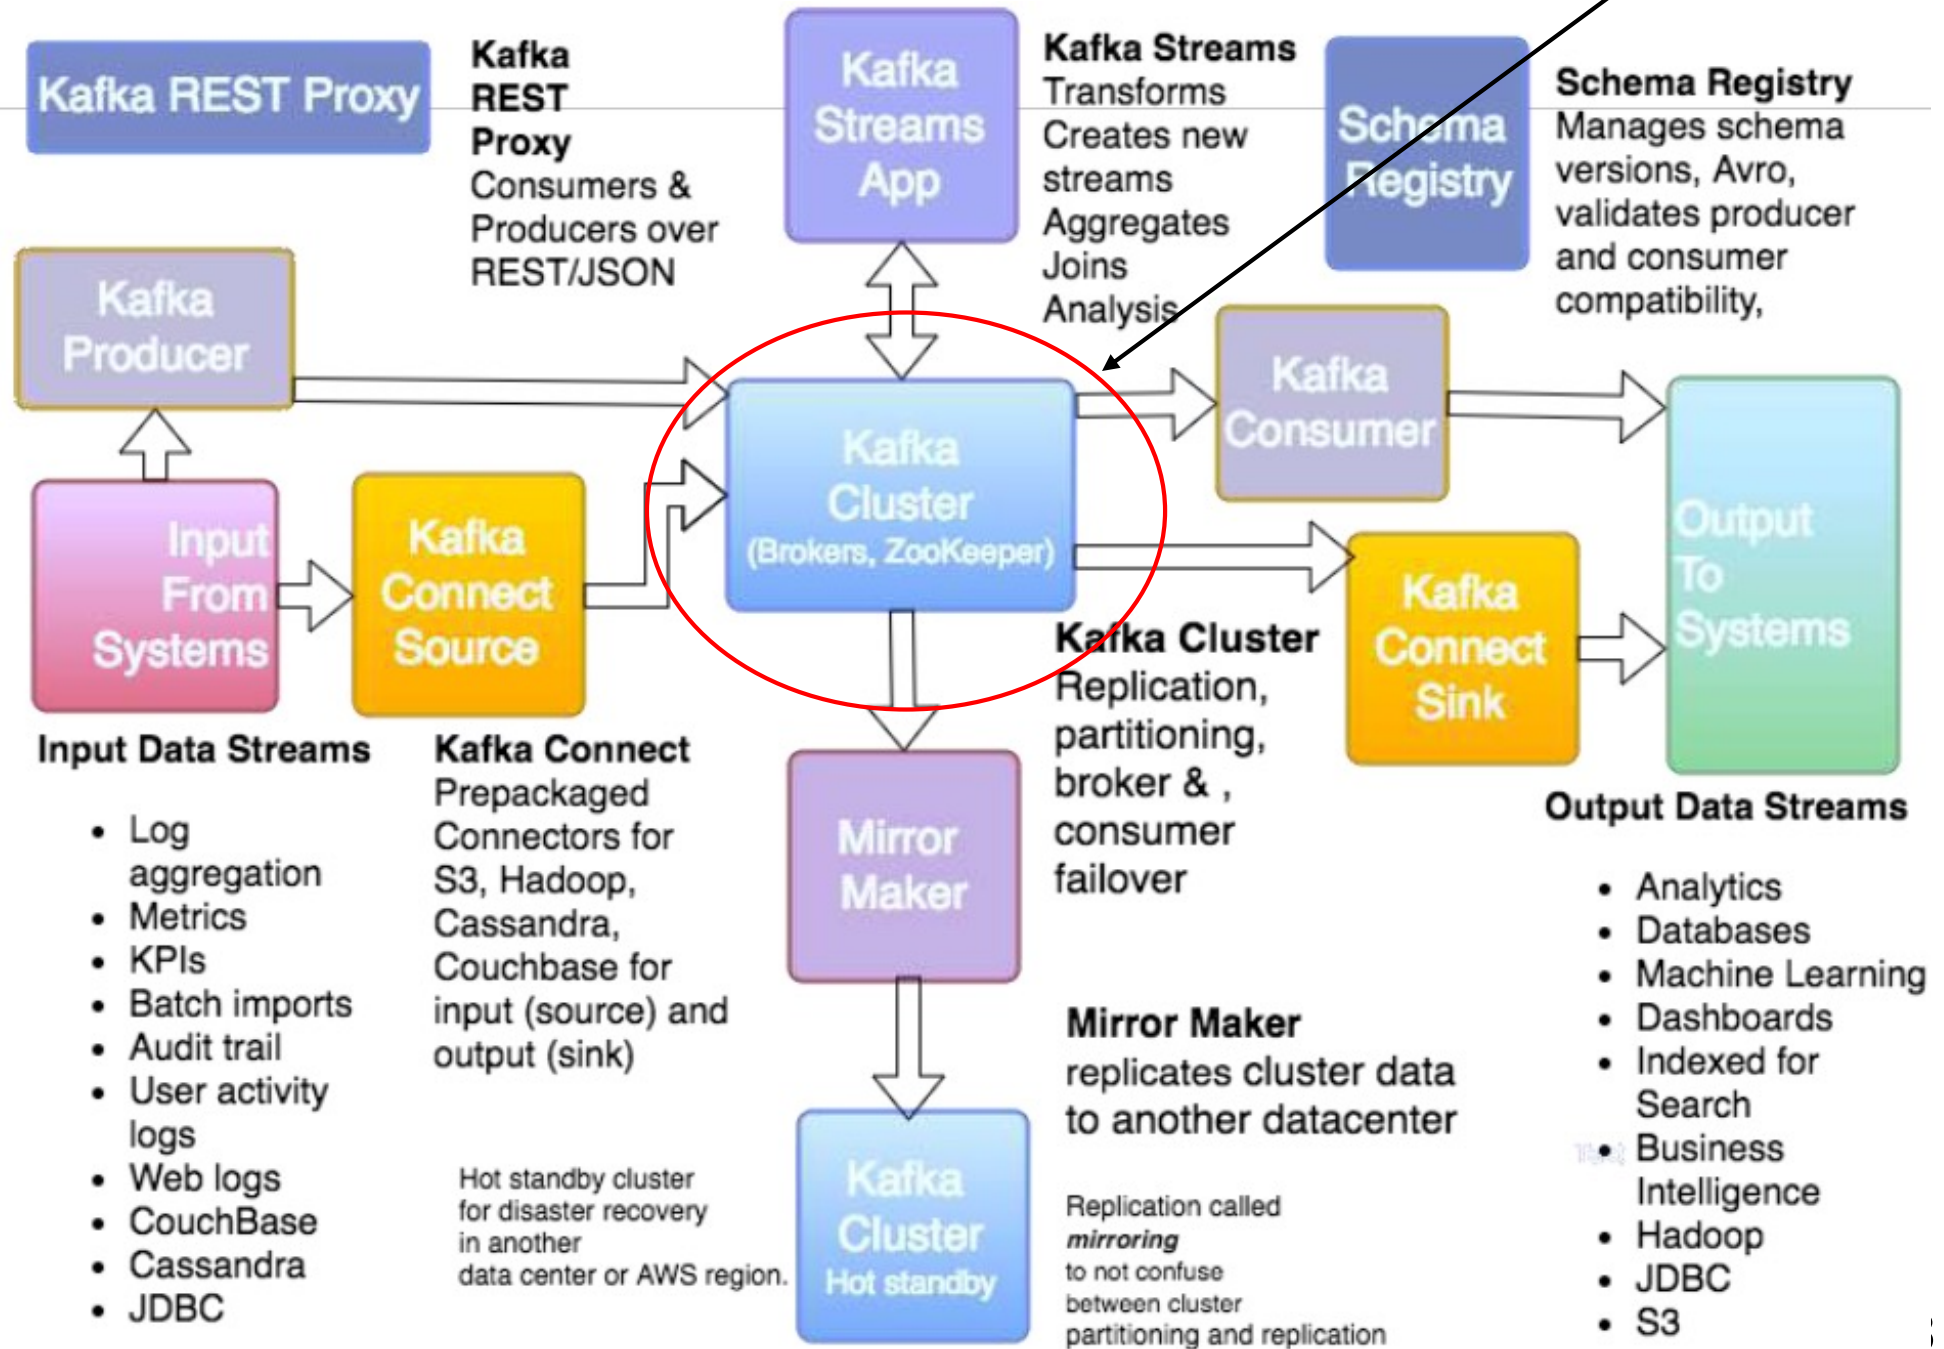 Kafka REST Proxy
Kafka
REST
Proxy
Consumers &
Producers over
REST/JSON
Kafka
Streams
App
Kafka Streams
Transforms
Creates new
streams
Aggregates
Joins
Analysis
Schema
Registry
Schema Registry
Manages schema
versions, Avro,
validates producer
and consumer
compatibility,
Kafka
Producer
Kafka
Cluster
(Brokers, ZooKeeper)
Kafka
Consumer
Input
From
Systems
Kafka
Connect
Source
Kafka
Connect
Sink
Output
To
Systems
Kafka Cluster
Replication,
partitioning,
broker & ,
consumer
failover
Input Data Streams
• Log
aggregation
• Metrics
• KPIs
• Batch imports
• Audit trail
• User activity
logs
• Web logs
• CouchBase
• Cassandra
• JDBC
Kafka Connect
Prepackaged
Connectors for
S3, Hadoop,
Cassandra,
Couchbase for
input (source) and
output (sink)
Mirror
Maker
Mirror Maker
replicates cluster data
to another datacenter
Hot standby cluster
for disaster recovery
in another
data center or AWS region.
Kafka
Cluster
Hot standby
Replication called
mirroring
to not confuse
between cluster
partitioning and replication
Output Data Streams
• Analytics
• Databases
• Machine Learning
• Dashboards
• Indexed for
Search
• Business
Intelligence
• Hadoop
• JDBC
• S3